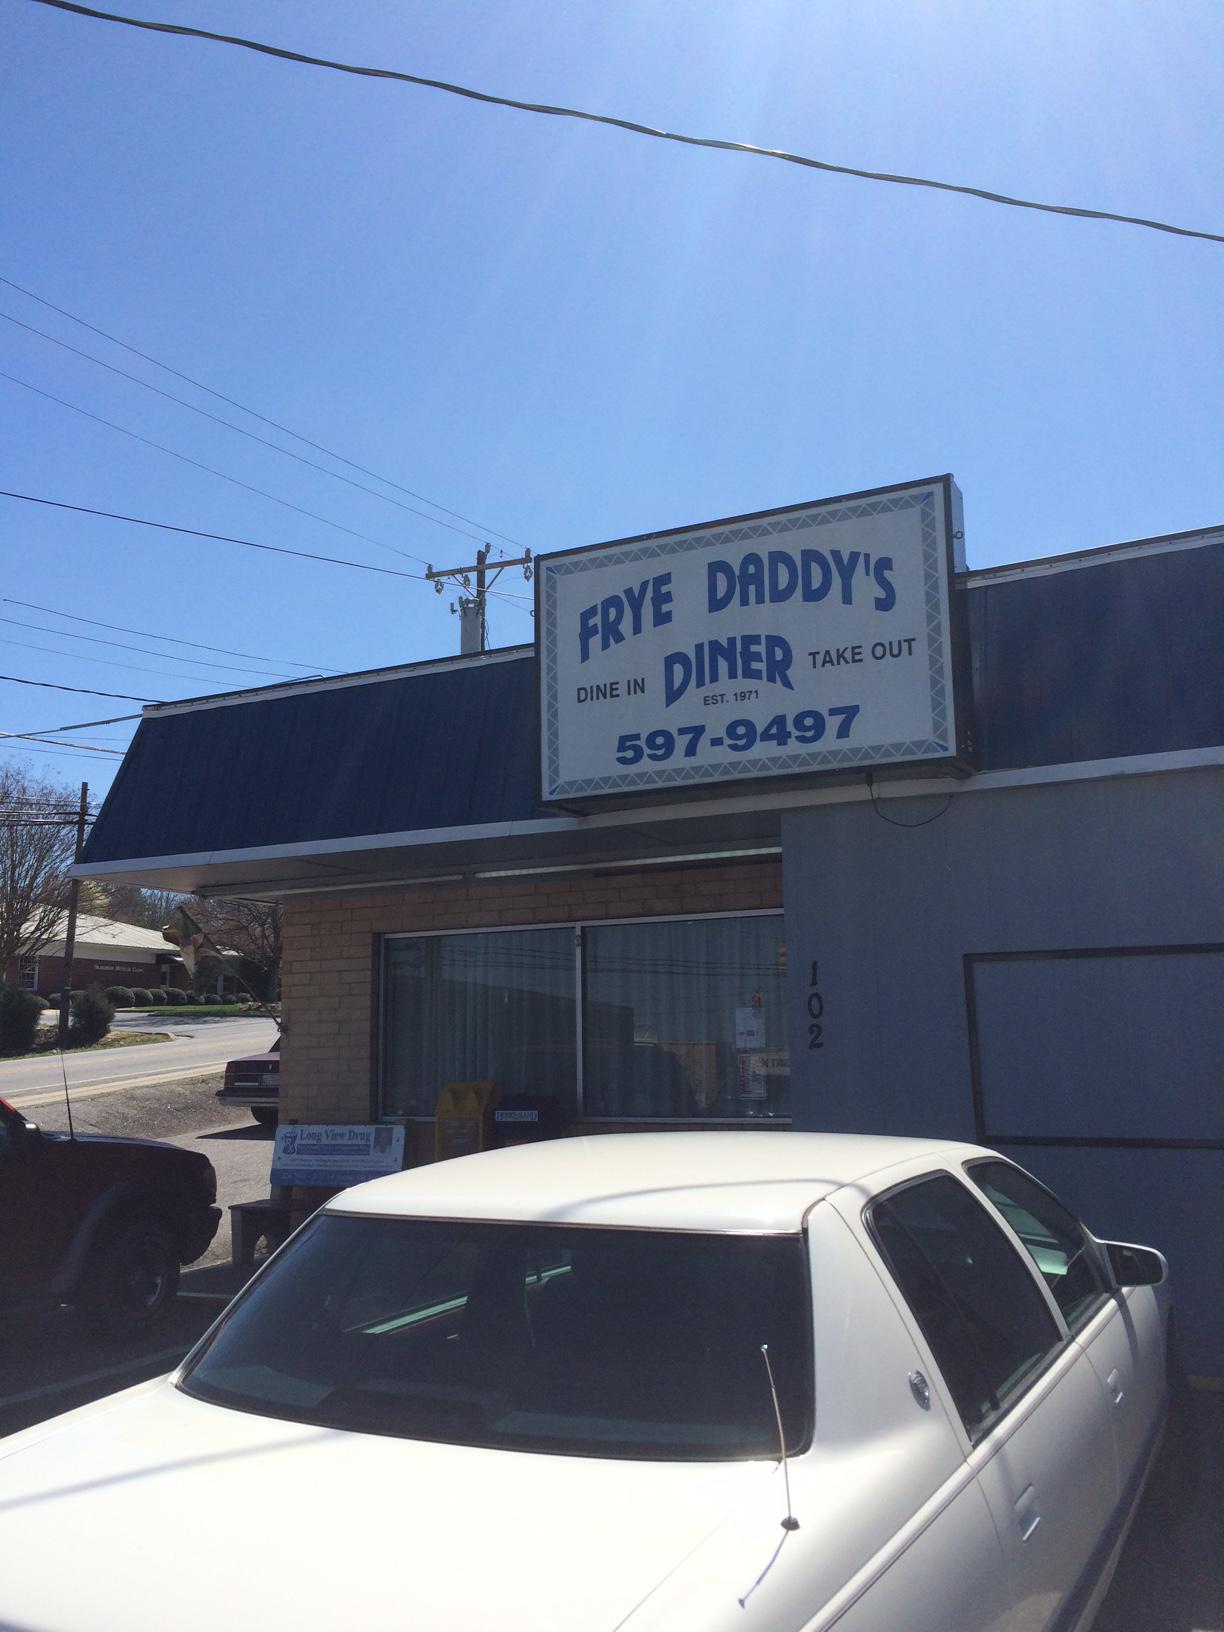 FRYE DADDY'S
DINER
DINE IN
TAKE OUT
EST. 1971
597-9497
102
Long View Drug